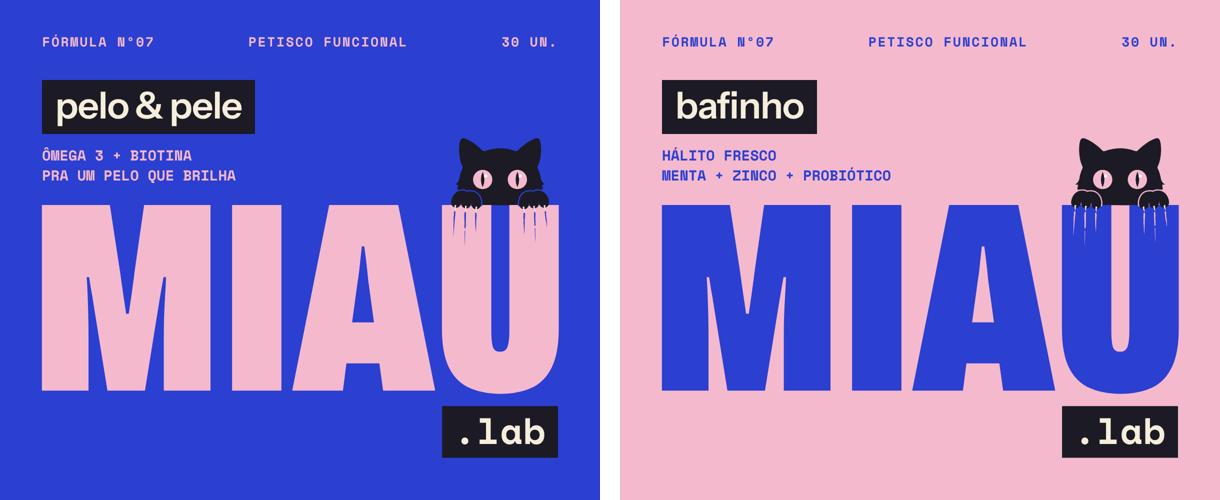 FÓRMULA N°07 PETISCO FUNCIONAL 30 UN.
pelo & pele
ÔMEGA 3 + BIOTINA
PRA UM PELO QUE BRILHA
MIAU
.lab
FÓRMULA N°07 PETISCO FUNCIONAL 30 UN.
bafinho
HÁLITO FRESCO
MENTA + ZINCO + PROBIÓTICO
MIAU
.lab